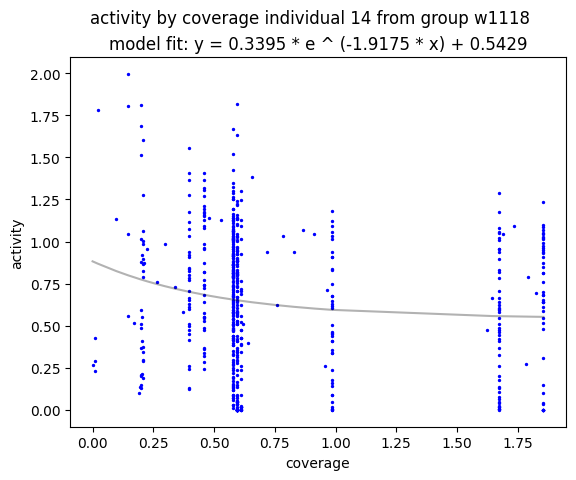 activity by coverage individual 14 from group w1118
model fit: y = 0.3395 * e ^ (-1.9175 * x) + 0.5429
2.00
1.75
1.50
1.25
1.00
0.75
0.50
0.25
0.00
activity
0.00 0.25 0.50 0.75 1.00 1.25 1.50 1.75
coverage